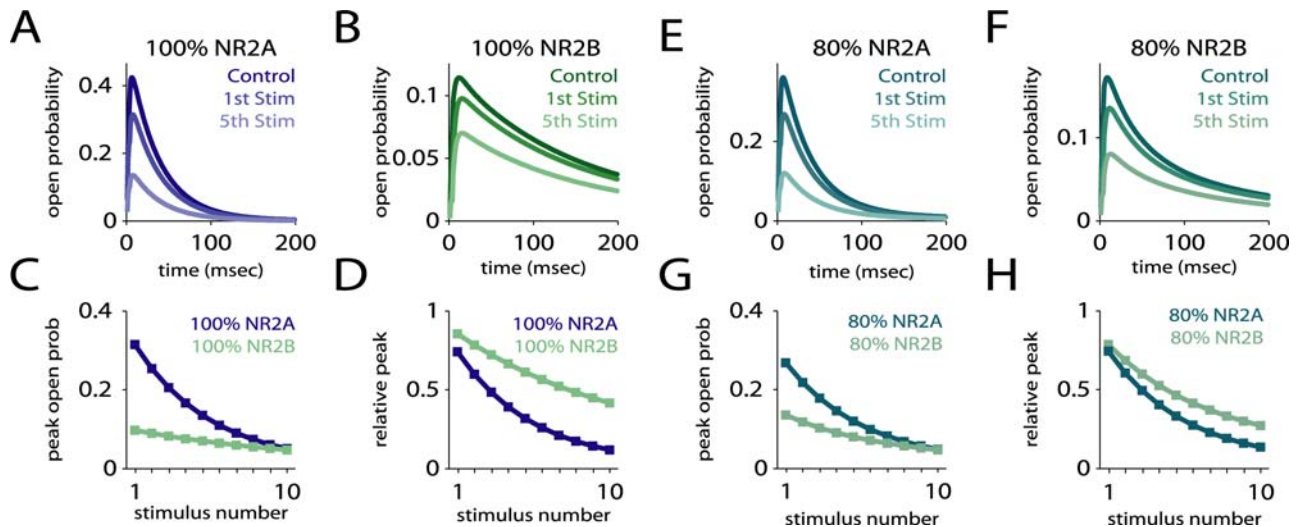 A
100% NR2A
Control
1st Stim
5th Stim
open probability
0.4
0.2
0
0
100
200
time (msec)
B
100% NR2B
Control
1st Stim
5th Stim
open probability
0.1
0.05
0
0
100
200
time (msec)
E
80% NR2A
Control
1st Stim
5th Stim
open probability
0.2
0
0
100
200
time (msec)
F
80% NR2B
Control
1st Stim
5th Stim
open probability
0.1
0
0
100
200
time (msec)
C
100% NR2A
100% NR2B
peak open prob
0.4
0.2
0
1
10
stimulus number
D
100% NR2A
100% NR2B
relative peak
1
0.5
0
1
10
stimulus number
G
80% NR2A
80% NR2B
peak open prob
0.4
0.2
0
1
10
stimulus number
H
80% NR2A
80% NR2B
relative peak
1
0.5
0
1
10
stimulus number